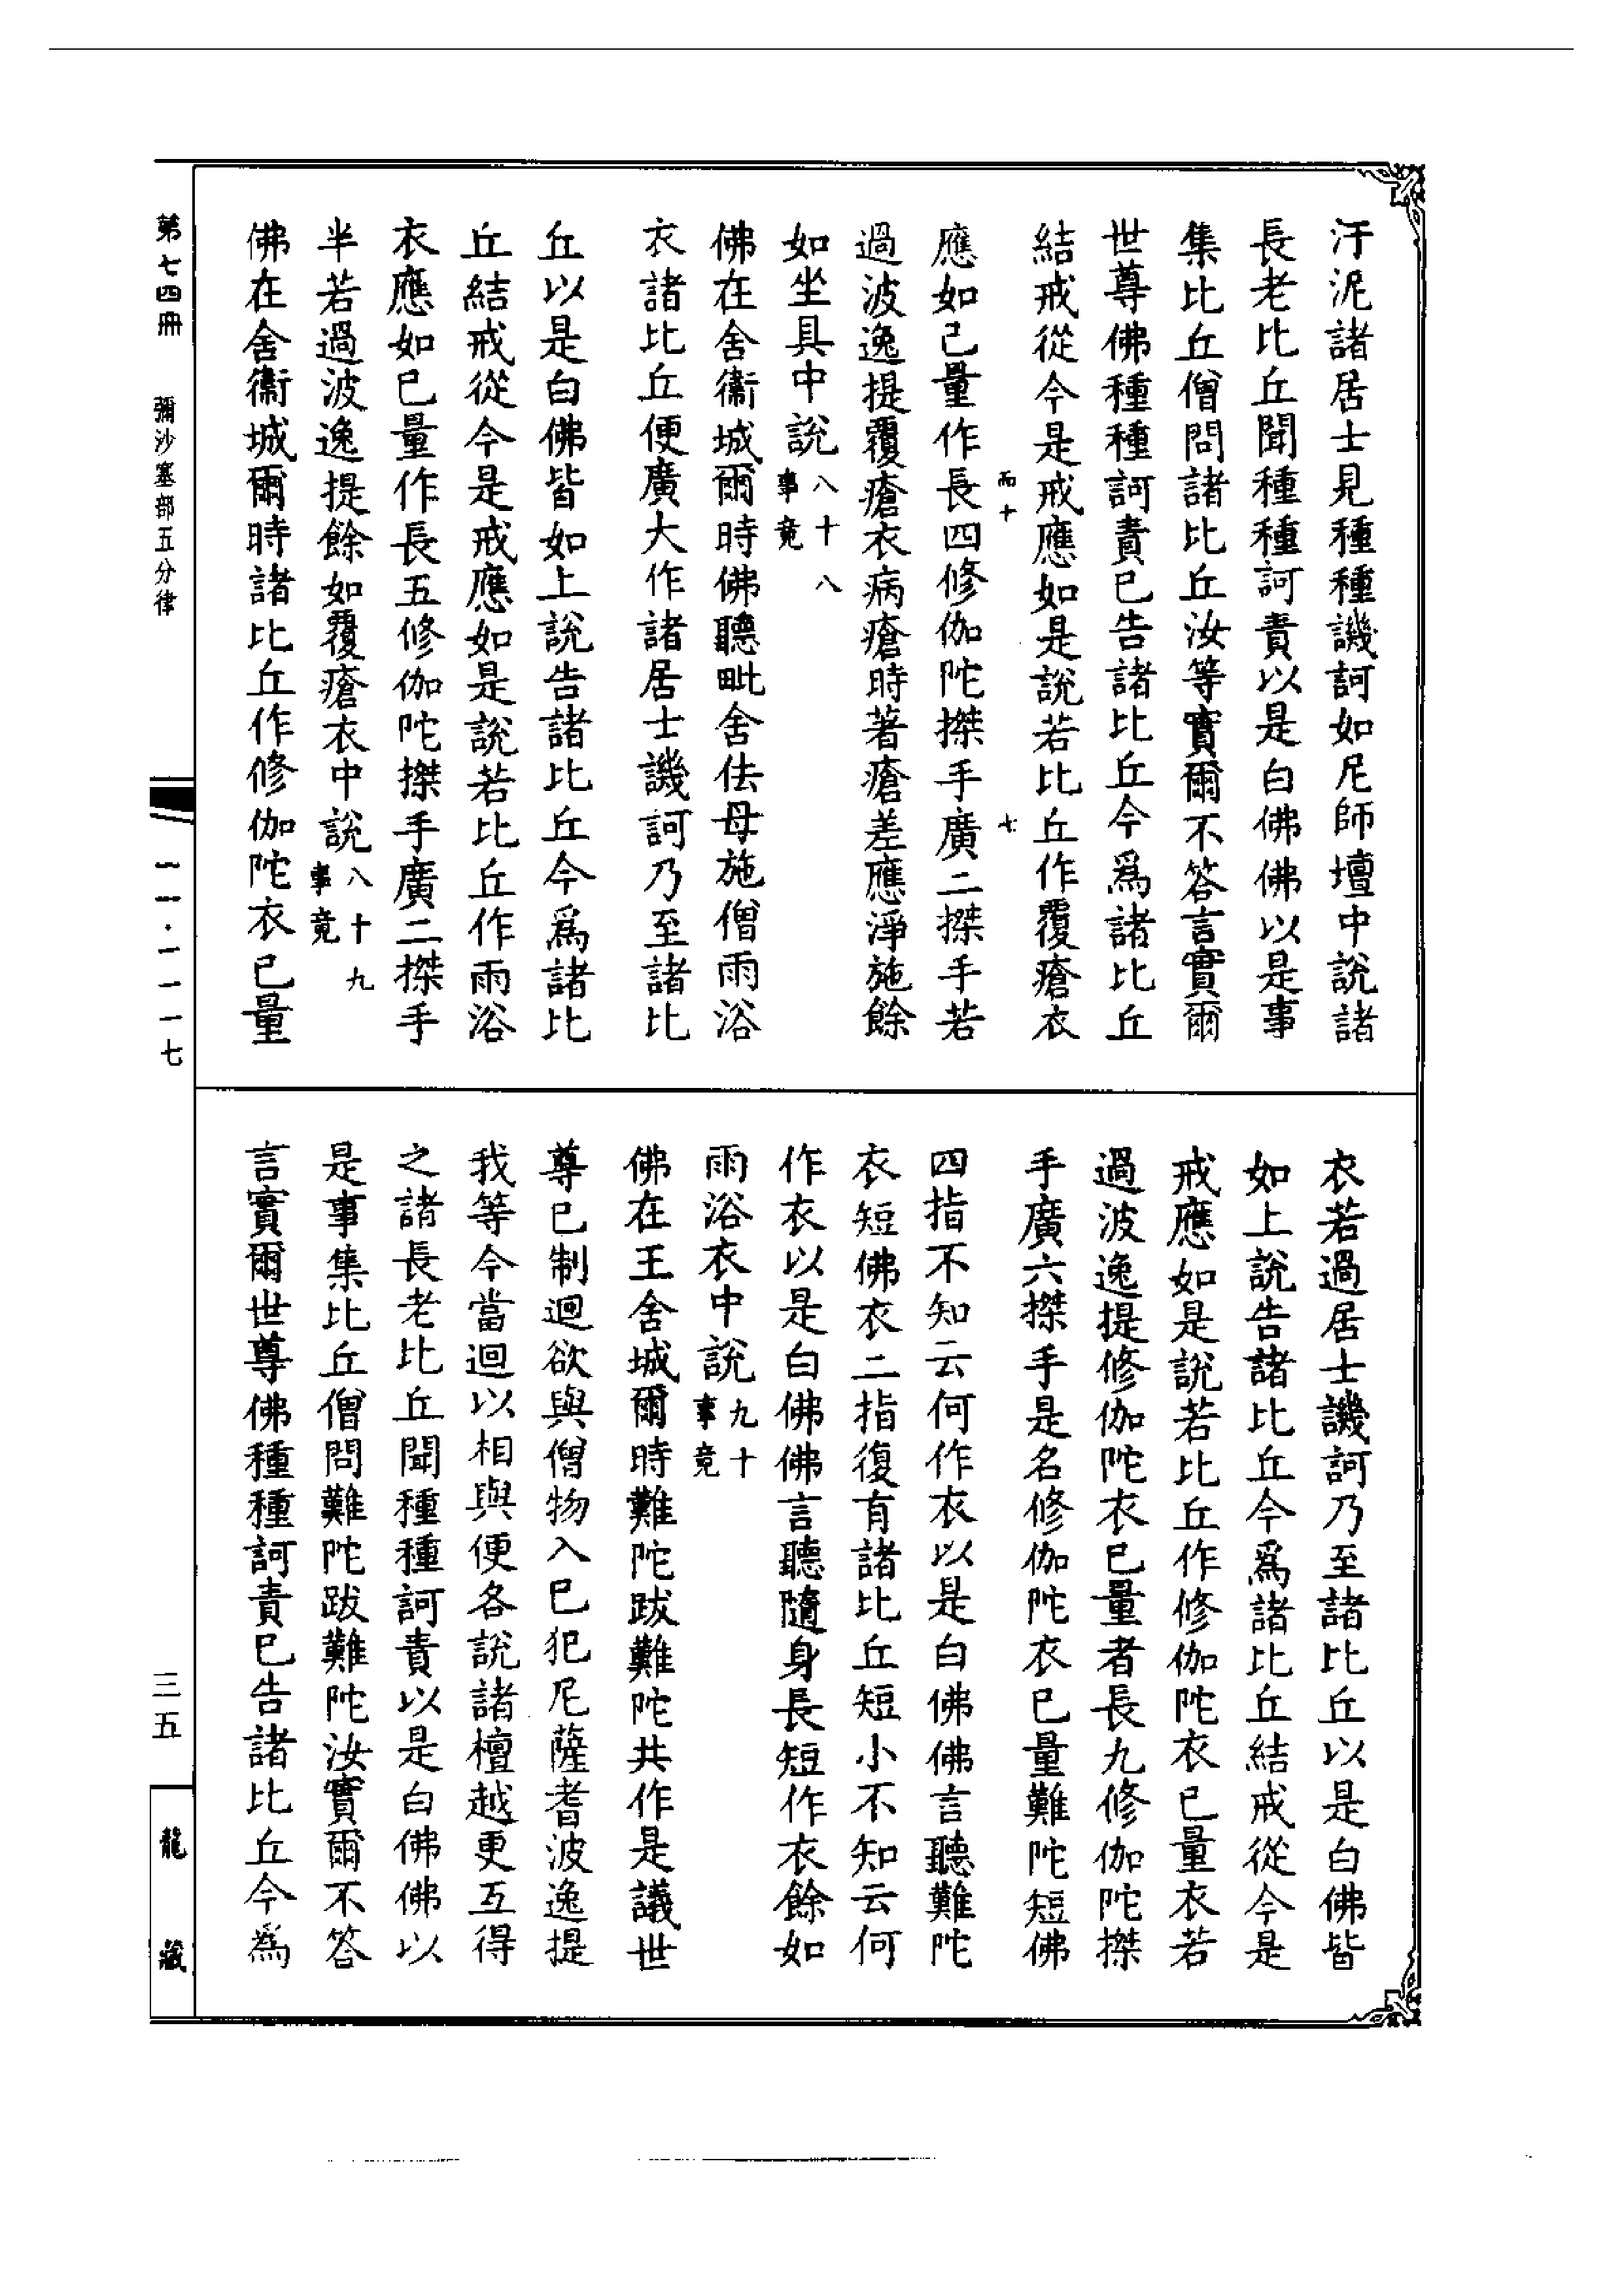 汙泥諸居士見種種譏訶如尼師壇中說諸
長老比丘聞種種訶責以是白佛佛以是事
集比丘僧問諸比丘汝等實爾不答言實爾
世尊佛種種訶責已告諸比丘今爲諸比丘
結戒從今是戒應如是說若比丘作覆瘡衣
而十 七
應如己量作長四修伽陀搩手廣二搩手若
過波逸提覆瘡衣病瘡時著瘡差應淨施餘
如坐具中說八十八
事竟
佛在舍衞城爾時佛聽毗舍佉母施僧雨浴
衣諸比丘便廣大作諸居士譏訶乃至諸比
丘以是白佛皆如上說告諸比丘今爲諸比
丘結戒從今是戒應如是說若比丘作雨浴
衣應如已量作長五修伽陀搩手廣二搩手
半若過波逸提餘如覆瘡衣中說八十九
事竟
佛在舍衞城爾時諸比丘作修伽陀衣已量
衣若過居士譏訶乃至諸比丘以是白佛皆
如上說告諸比丘今爲諸比丘結戒從今是
戒應如是說若比丘作修伽陀衣已量衣若
過波逸提修伽陀衣已量者長九修伽陀搩
手廣六搩手是名修伽陀衣已量難陀短佛
四指不知云何作衣以是白佛佛言聽難陀
衣短佛衣二指復有諸比丘短小不知云何
作衣以是白佛佛言聽隨身長短作衣餘如
雨浴衣中說九十
事竟
佛在王舍城爾時難陀跋難陀共作是議世
尊已制迴欲與僧物入已犯尼薩耆波逸提
我等今當迴以相與便各說諸檀越更互得
之諸長老比丘聞種種訶責以是白佛佛以
是事集比丘僧問難陀跋難陀汝實爾不答
言實爾世尊佛種種訶責已告諸比丘今爲
第七四冊 彌沙塞部五分律 一一·一一一七 三五 龍藏